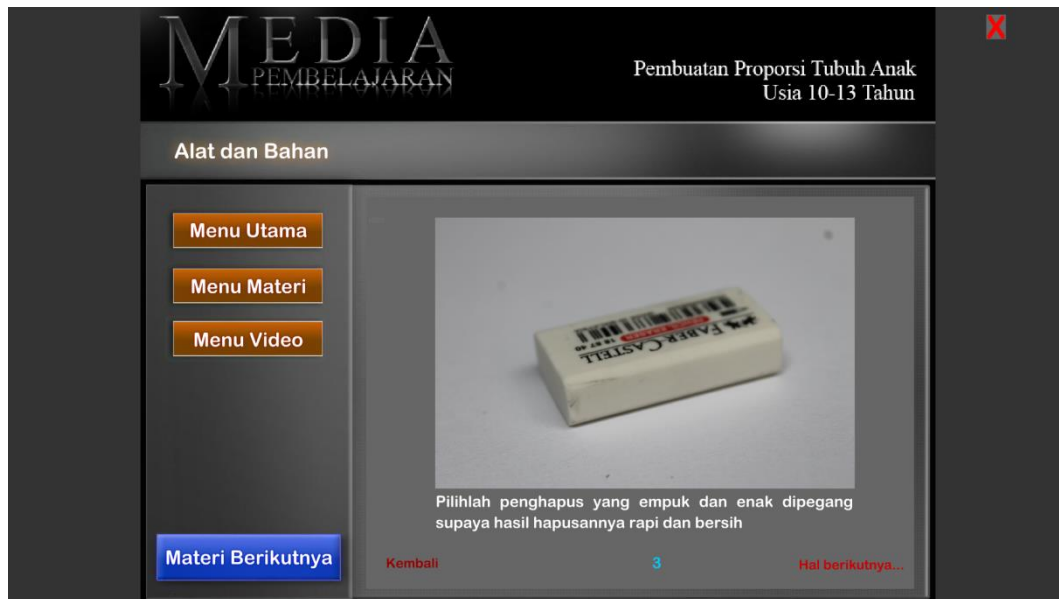 MEDIA
PEMBELAJARAN
Pembuatan Proporsi Tubuh Anak
Usia 10-13 Tahun
X
Alat dan Bahan
Menu Utama
Menu Materi
Menu Video
FABER-CASTELL
Pilihlah penghapus yang empuk dan enak dipegang
supaya hasil hapusannya rapi dan bersih
Materi Berikutnya
Kembali
3
Hal berikutnya...